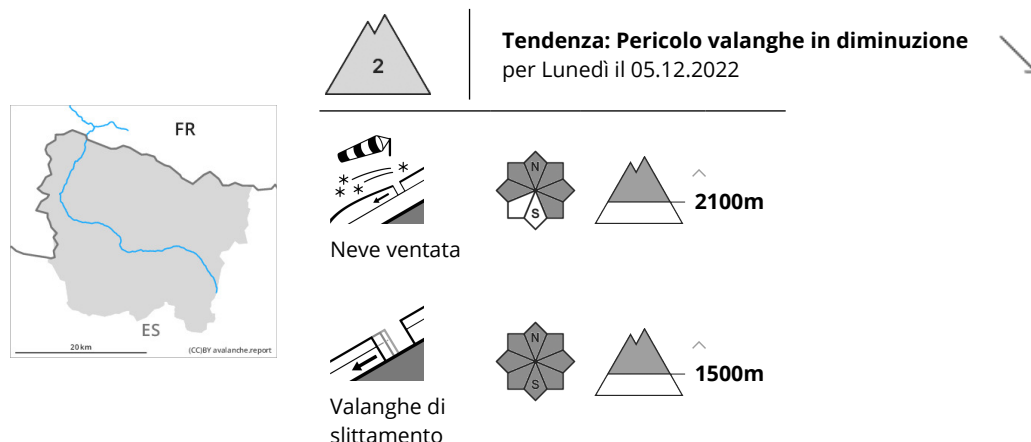 2
Tendenza: Pericolo valanghe in diminuzione
per Lunedì il 05.12.2022
FR
ES
20 km
(CC)BY avalanche.report
N
S
2100m
Neve ventata
N
S
1500m
Valanghe di
slittamento